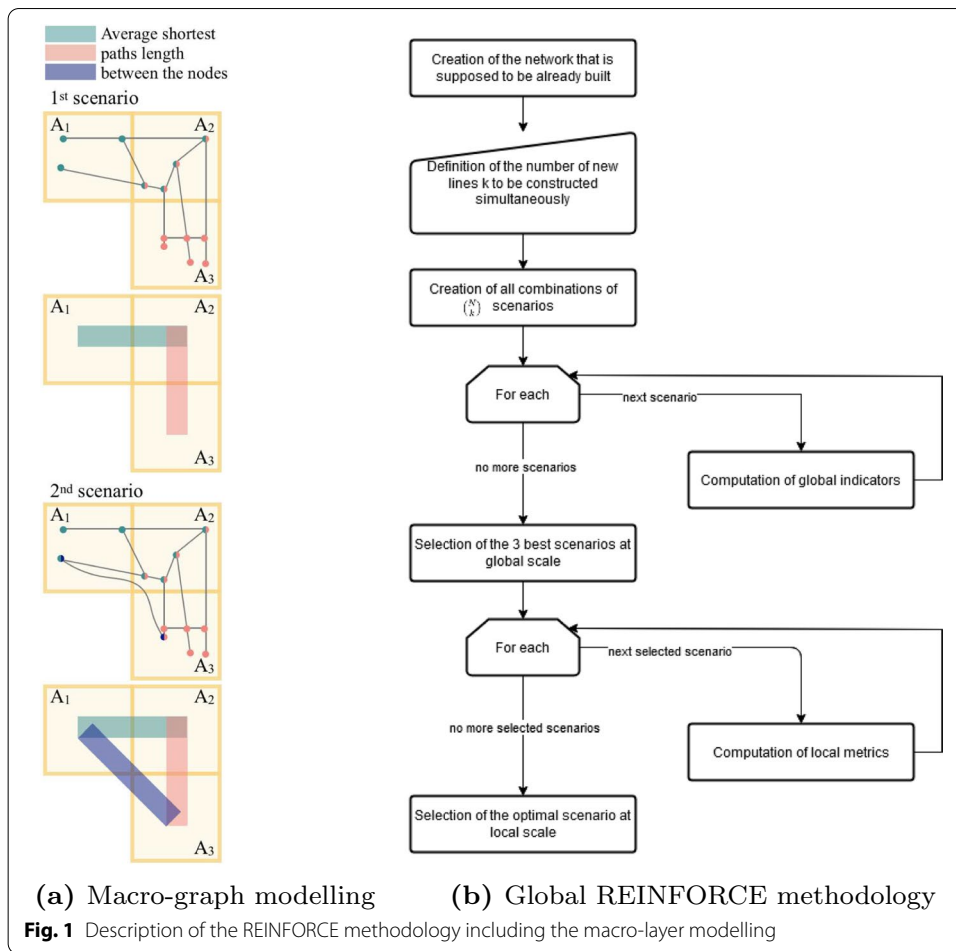 Average shortest
paths length
between the nodes
1st scenario
A1
A2
A3
A1
A2
A3
2nd scenario
A1
A2
A3
A1
A2
A3
(a) Macro-graph modelling
Creation of the network that is
supposed to be already built
Definition of the number of new
lines k to be constructed
simultaneously
Creation of all combinations of
(N k) scenarios
For each
next scenario
Computation of global indicators
no more scenarios
Selection of the 3 best scenarios at
global scale
For each
next selected scenario
Computation of local metrics
no more selected scenarios
Selection of the optimal scenario at
local scale
(b) Global REINFORCE methodology
Fig. 1 Description of the REINFORCE methodology including the macro-layer modelling